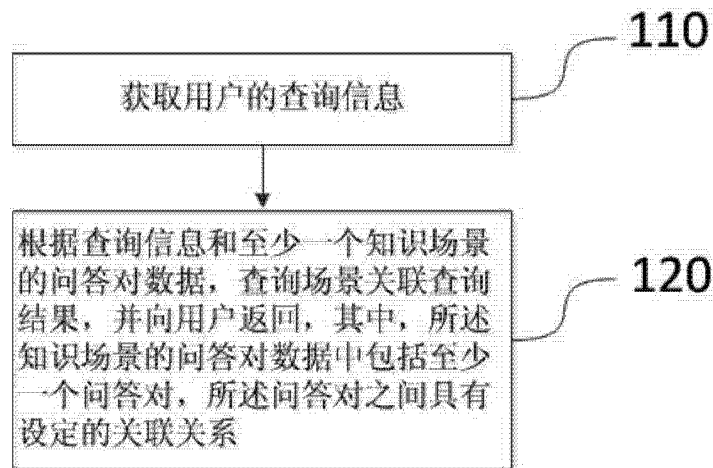 110
获取用户的查询信息
根据查询信息和至少一个知识场景
的问答对数据，查询场景关联查询
结果，并向用户返回，其中，所述
知识场景的问答对数据中包括至少
一个问答对，所述问答对之间具有
设定的关联关系
120